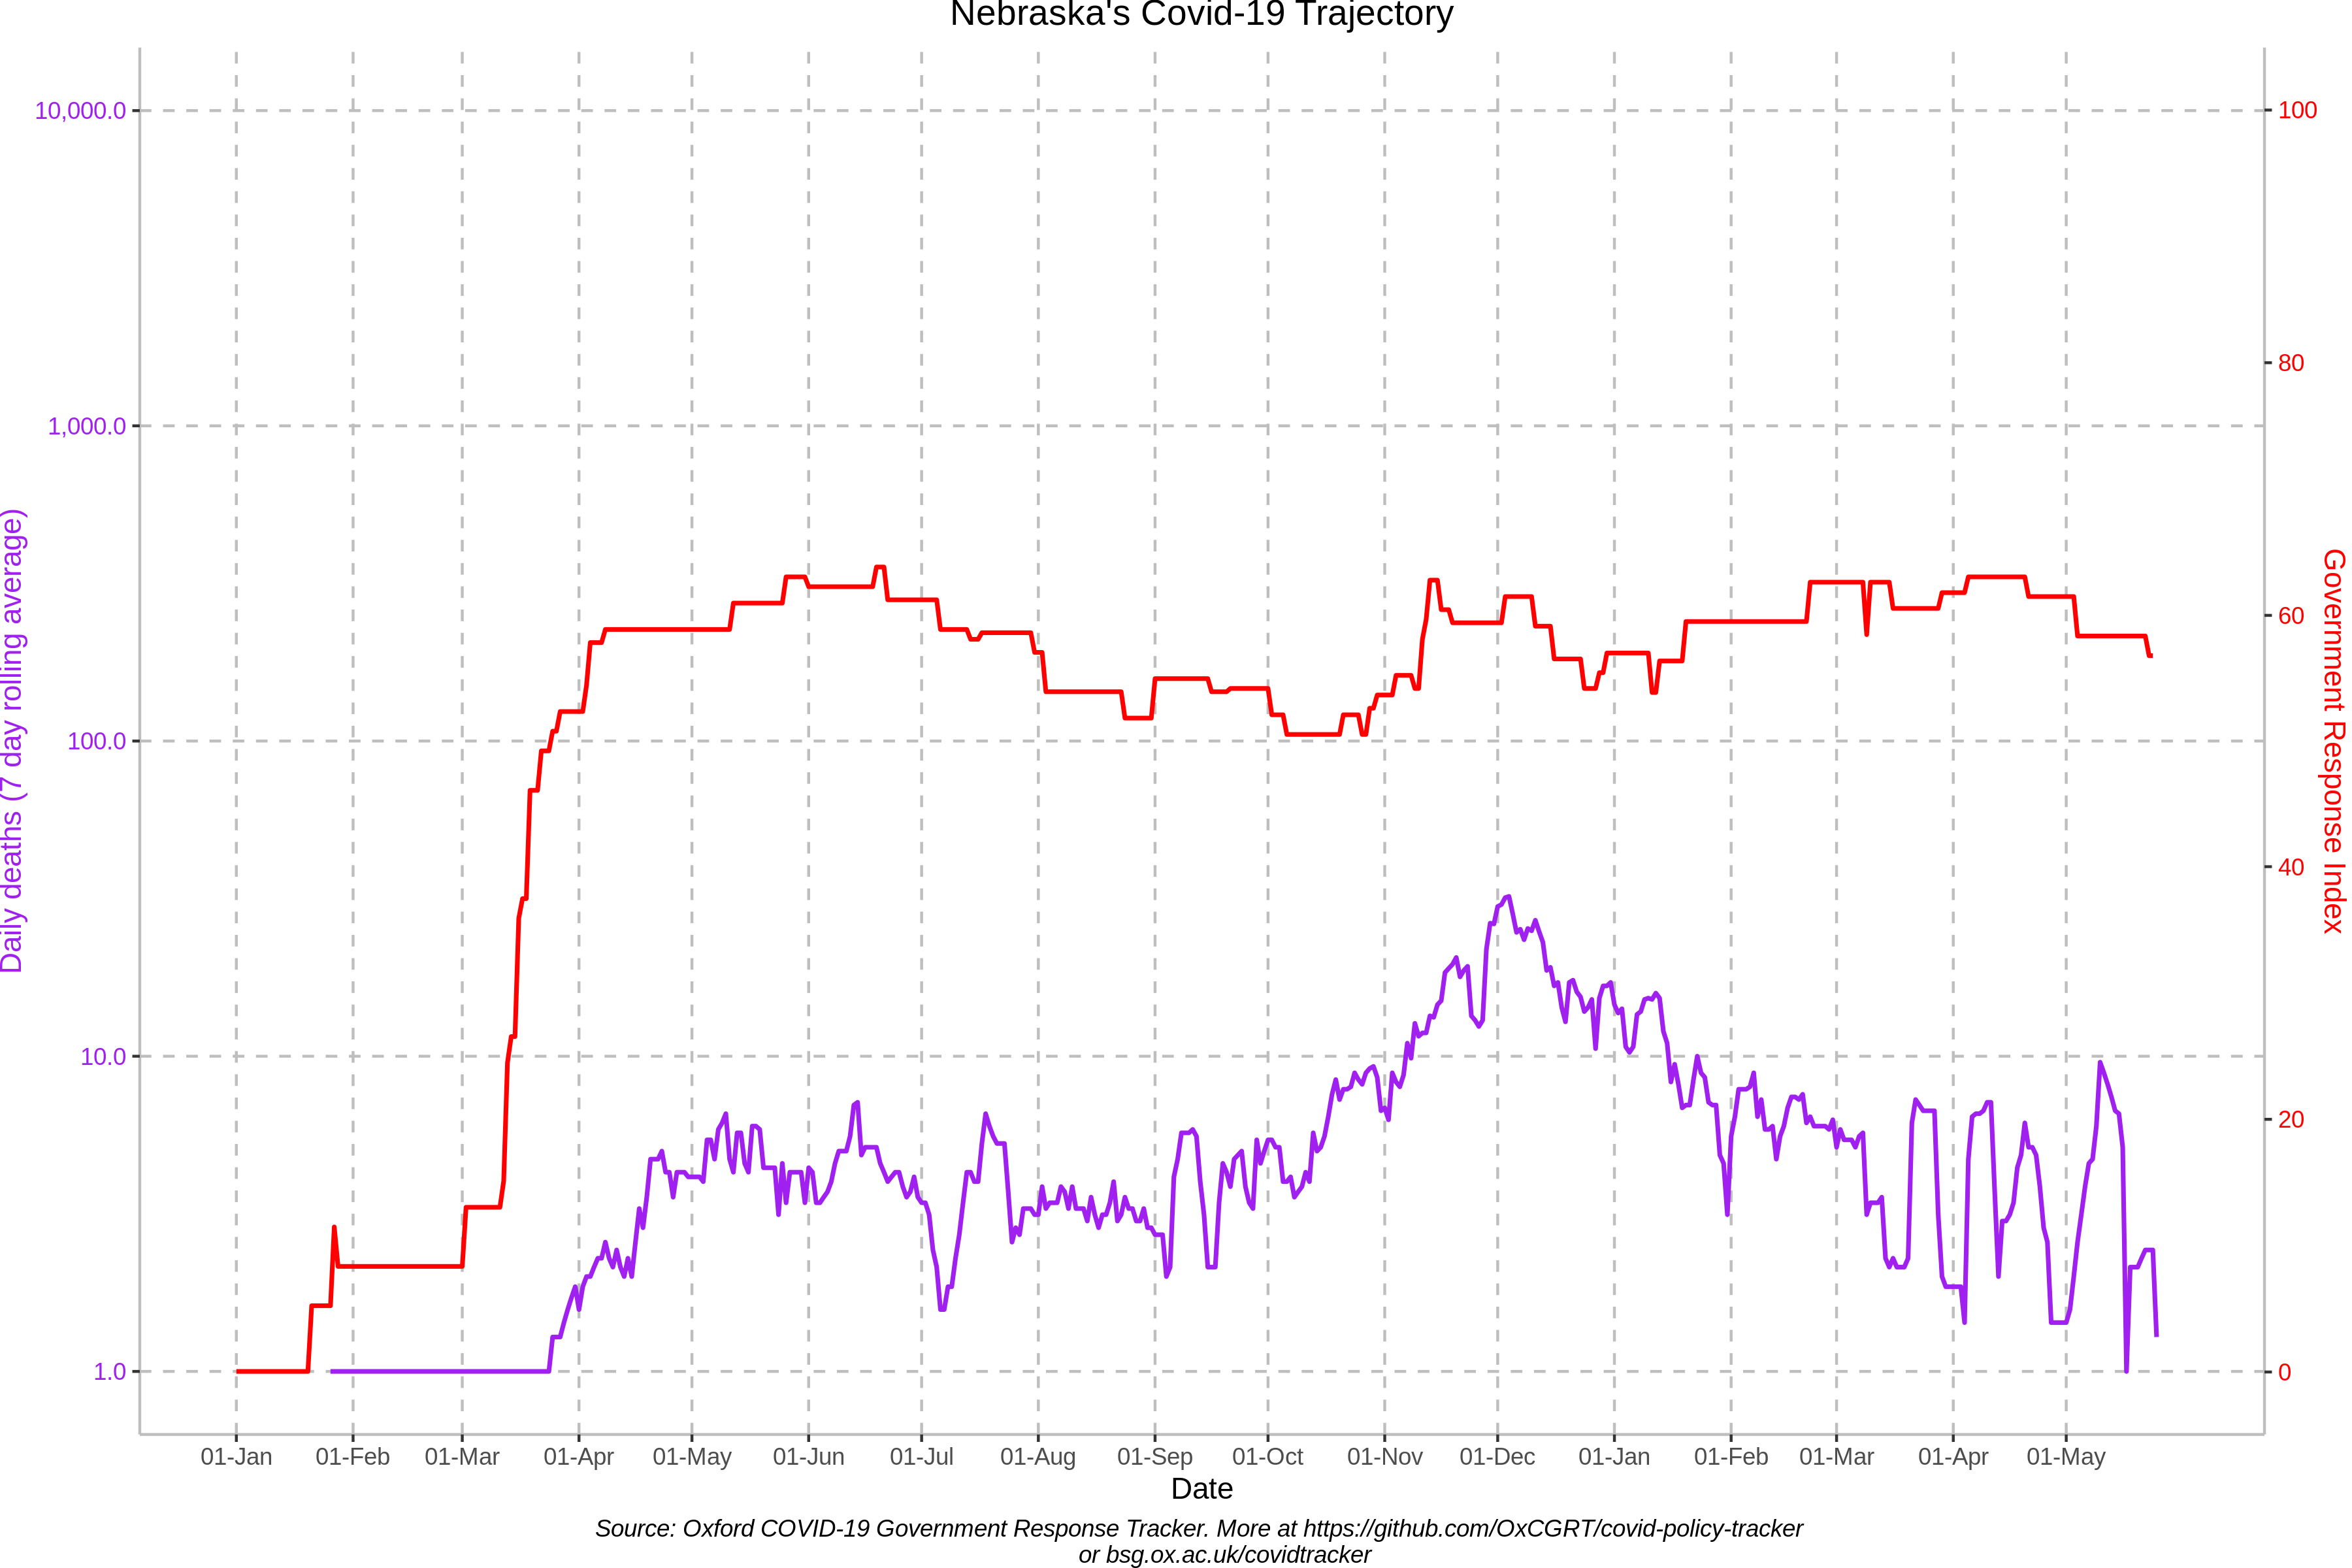 Nebraska's Covid-19 Trajectory
10,000.0
1,000.0
100.0
10.0
1.0
Daily deaths (7 day rolling average)
100
80
60
40
20
0
Government Response Index
01-Jan 01-Feb 01-Mar 01-Apr 01-May 01-Jun 01-Jul 01-Aug 01-Sep 01-Oct 01-Nov 01-Dec 01-Jan 01-Feb 01-Mar 01-Apr 01-May
Date
Source: Oxford COVID-19 Government Response Tracker. More at https://github.com/OxCGRT/covid-policy-tracker
or bsg.ox.ac.uk/covidtracker